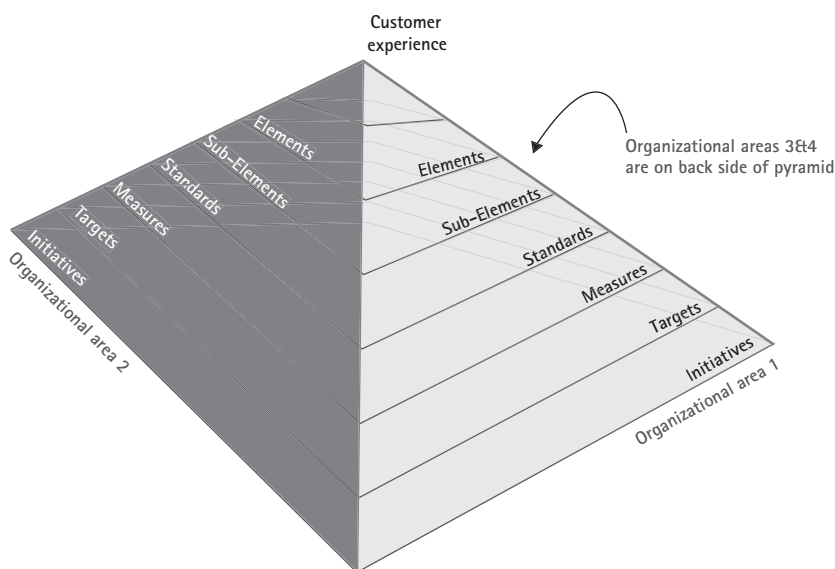 Customer
experience
Organizational areas 3&4
are on back side of pyramid
Elements
Sub-Elements
Standards
Measures
Targets
Initiatives
Organizational area 2
Elements
Sub-Elements
Standards
Measures
Targets
Initiatives
Organizational area 1